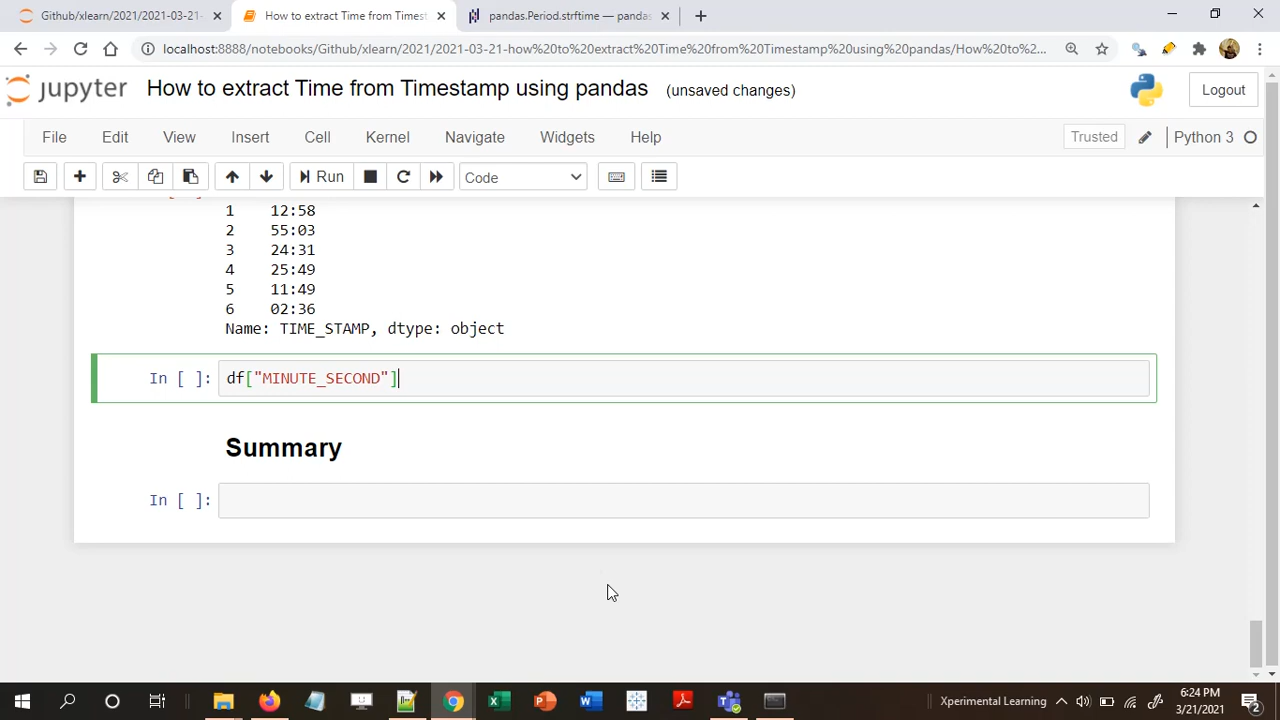 Github/xlearn/2021/2021-03-21-
How to extract Time from Timest
pandas.Period.strftime — pandas
localhost:8888/notebooks/Github/xlearn/2021/2021-03-21-how%20to%20extract%20Time%20from%20Timestamp%20using%20pandas/How%20to%...
jupyter How to extract Time from Timestamp using pandas (unsaved changes) Logout
File Edit View Insert Cell Kernel Navigate Widgets Help Trusted Python 3
Run Code
1 12:58
2 55:03
3 24:31
4 25:49
5 11:49
6 02:36
Name: TIME_STAMP, dtype: object
In [ ]: df["MINUTE_SECOND"]
Summary
In [ ]:
Xperimental Learning
6:24 PM
3/21/2021
2